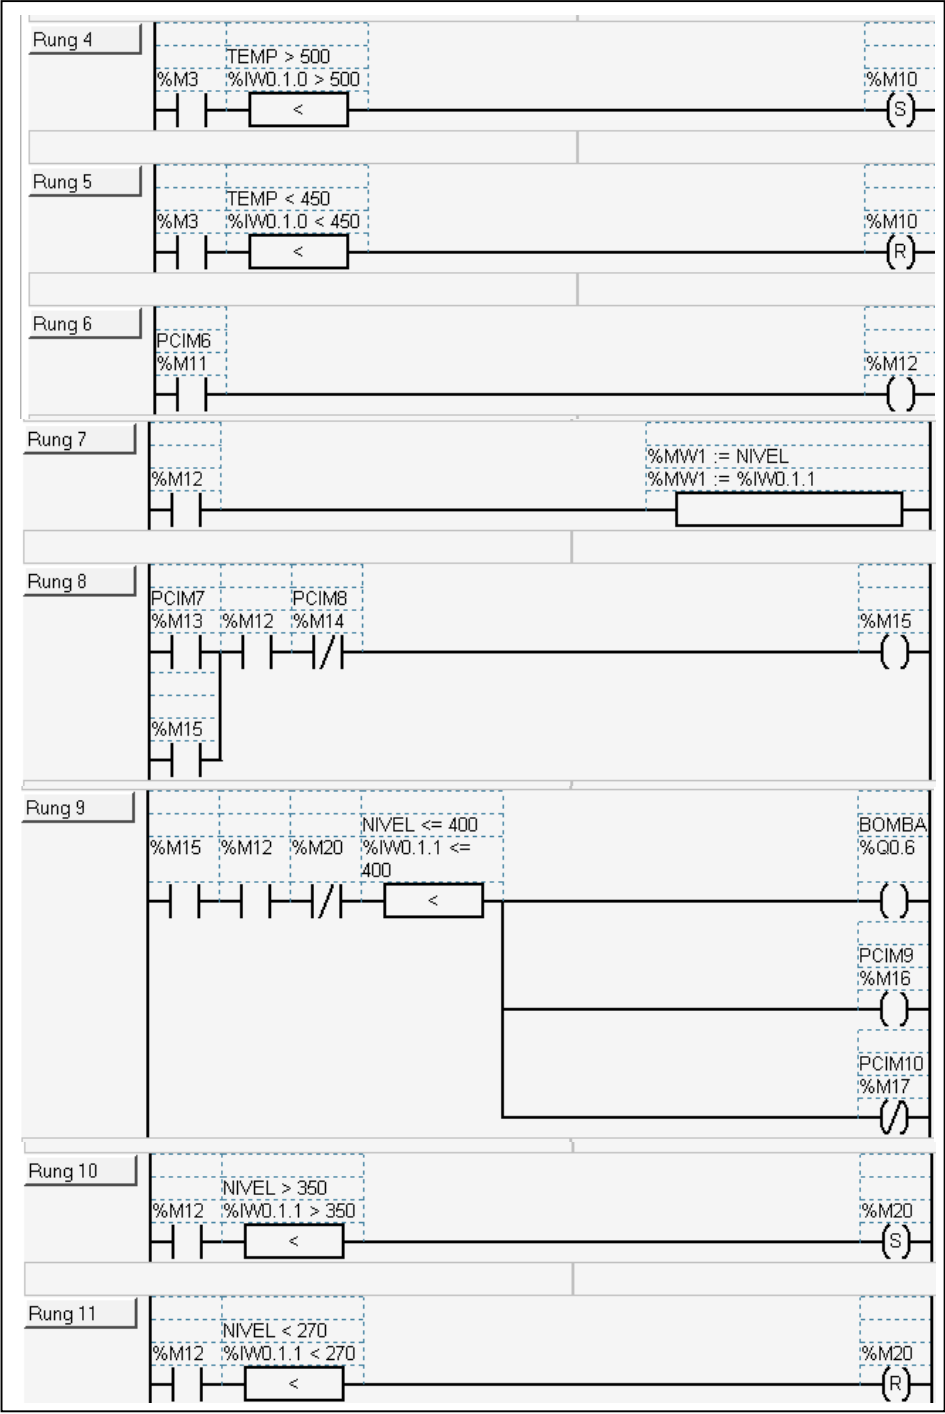 Rung 4
TEMP > 500
%M3 %IW0.1.0 > 500 %M10
< S
Rung 5
TEMP < 450
%M3 %IW0.1.0 < 450 %M10
< R
Rung 6
PCIM6
%M11 %M12
Rung 7
%MW1 := NIVEL
%M12 %MW1 := %IW0.1.1
Rung 8
PCIM7 PCIM8
%M13 %M12 %M14 %M15
%M15
Rung 9
NIVEL <= 400 BOMBA
%M15 %M12 %M20 %IW0.1.1 <= %Q0.6
400
<
PCIM9
%M16
PCIM10
%M17
Rung 10
NIVEL > 350
%M12 %IW0.1.1 > 350 %M20
< S
Rung 11
NIVEL < 270
%M12 %IW0.1.1 < 270 %M20
< R